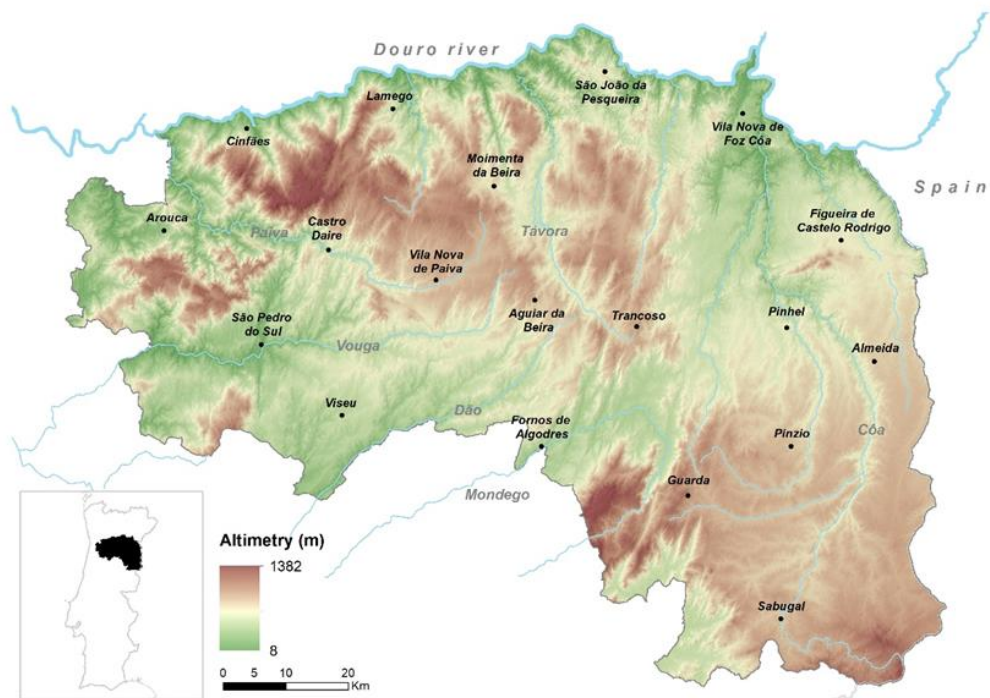 Douro river
São João da
Pesqueira
Lamego
Vila Nova de
Foz Côa
Cinfães
Moimenta
da Beira
Spain
Arouca
Castro
Daire
Paiva
Távora
Figueira de
Castelo Rodrigo
Vila Nova
de Paiva
Aguiar da
Beira
Trancoso
Pinhel
São Pedro
do Sul
Vouga
Almeida
Viseu
Dão
Fornos de
Algodres
Pinzio
Côa
Mondego
Guarda
Altimetry (m)
1382
8
Sabugal
0 5 10 20
Km